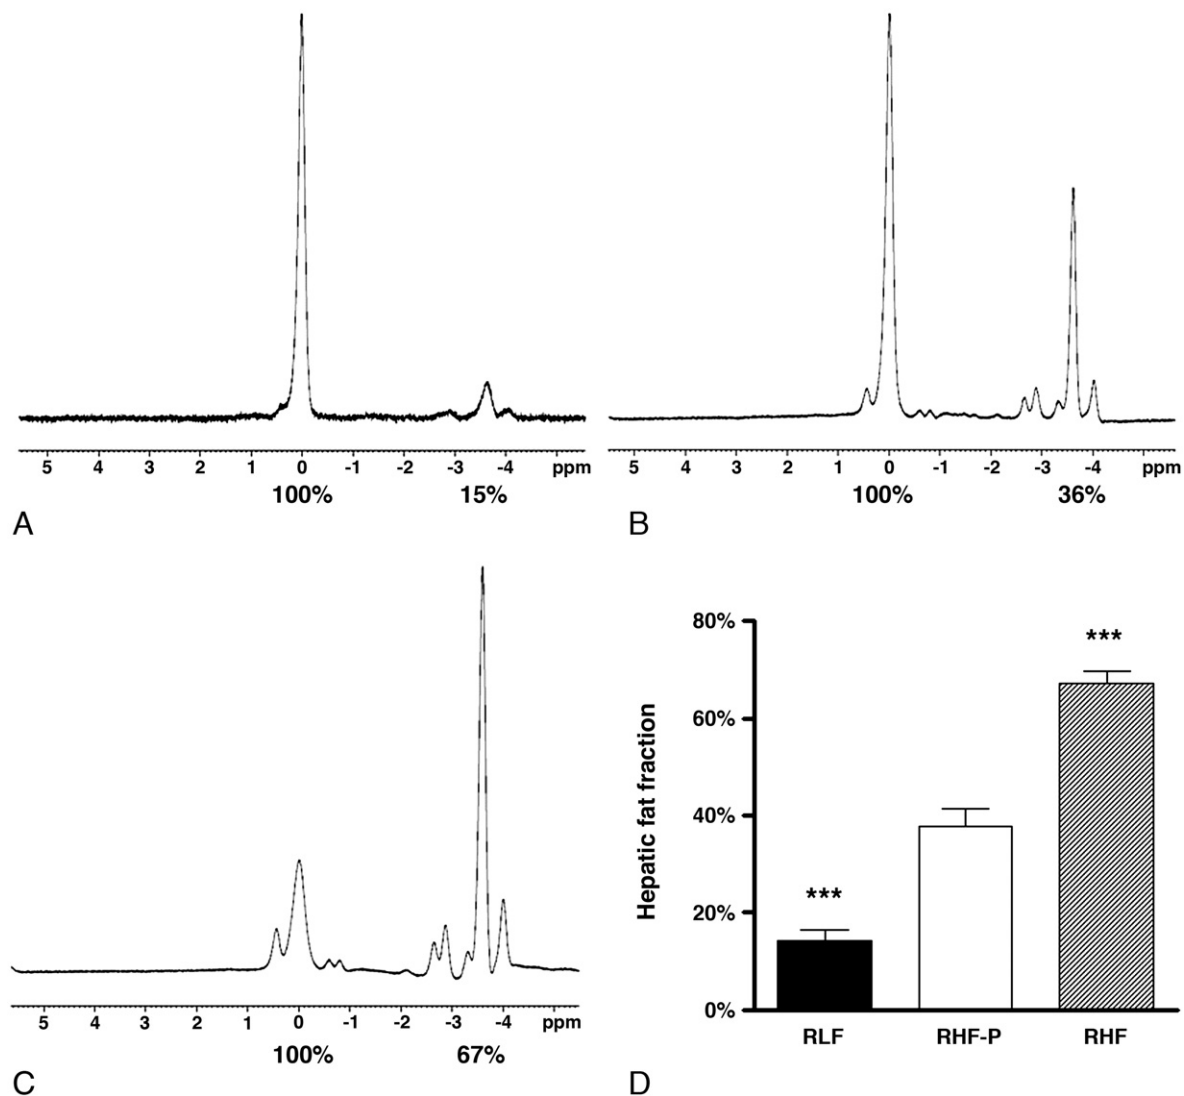 5 4 3 2 1 0 -1 -2 -3 -4 ppm
100% 15%
A
5 4 3 2 1 0 -1 -2 -3 -4 ppm
100% 36%
B
5 4 3 2 1 0 -1 -2 -3 -4 ppm
100% 67%
C
80%
60%
40%
20%
0%
Hepatic fat fraction
***
***
RLF RHF-P RHF
D